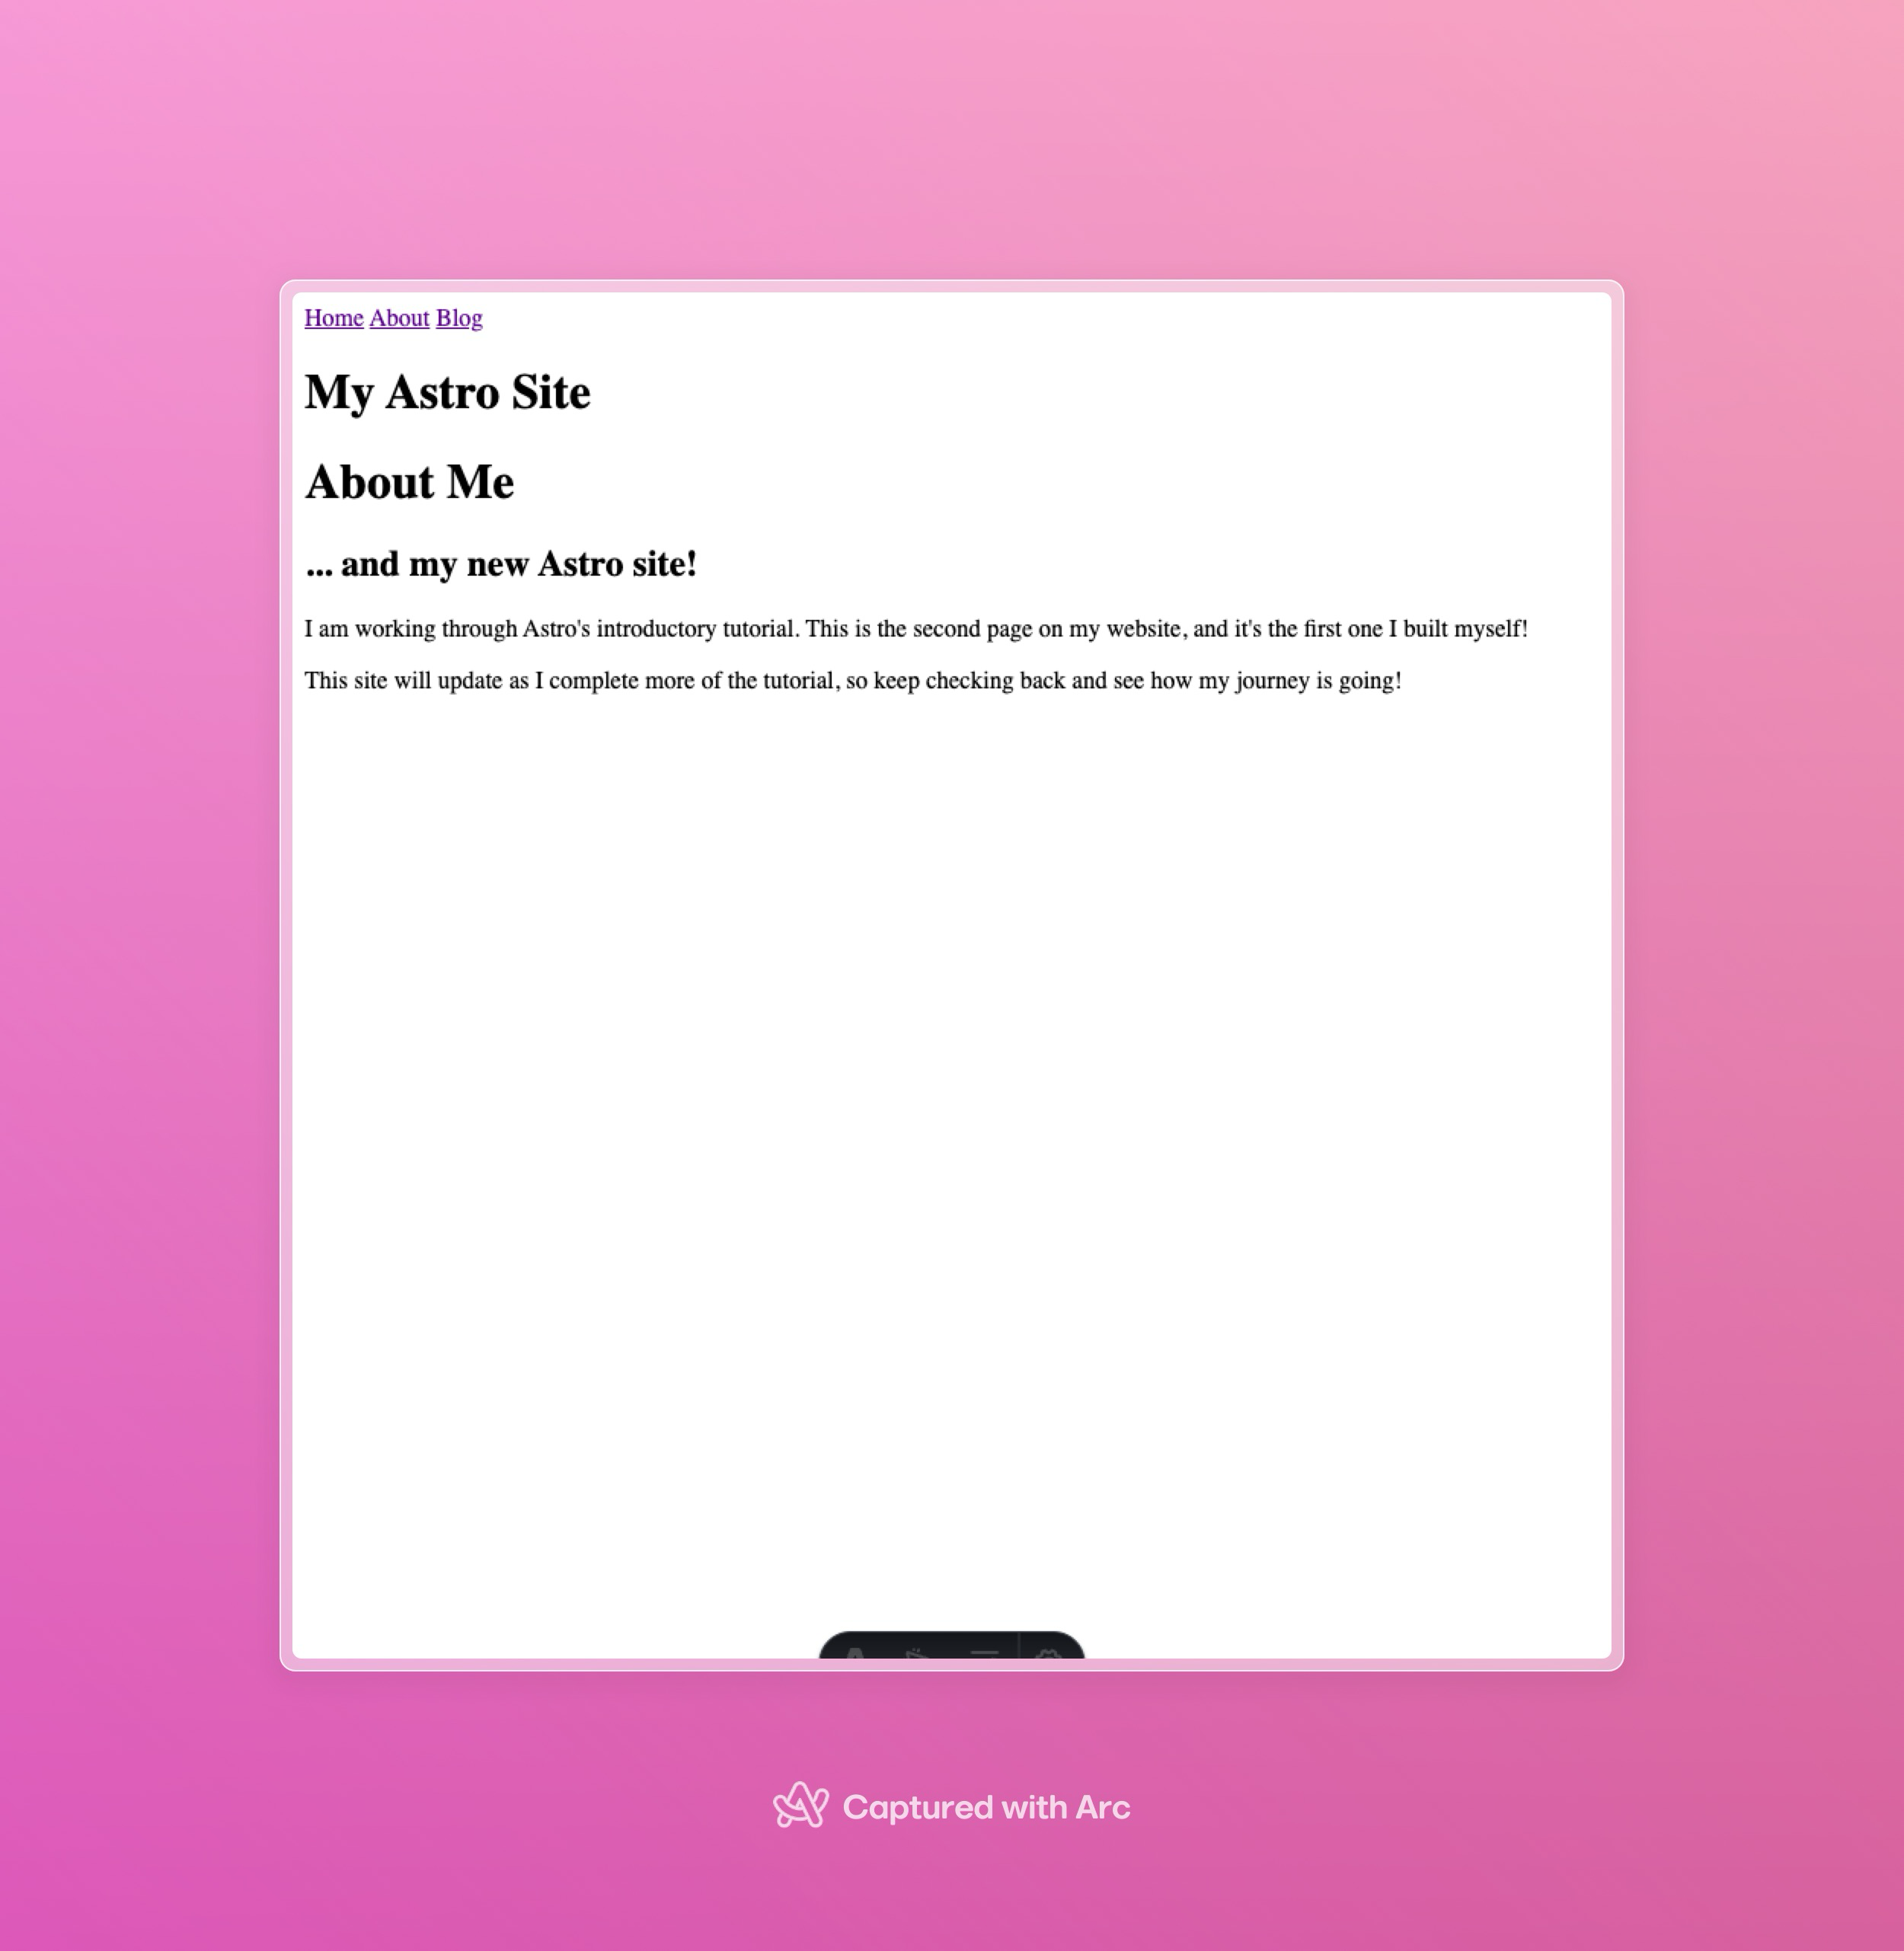 Home About Blog
My Astro Site
About Me
... and my new Astro site!
I am working through Astro's introductory tutorial. This is the second page on my website, and it's the first one I built myself!
This site will update as I complete more of the tutorial, so keep checking back and see how my journey is going!
Captured with Arc